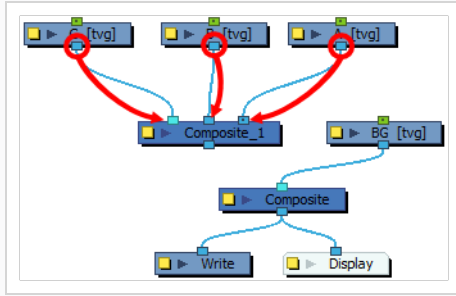 C [tvg] B [tvg] A [tvg]
Composite_1 BG [tvg]
Composite
Write Display